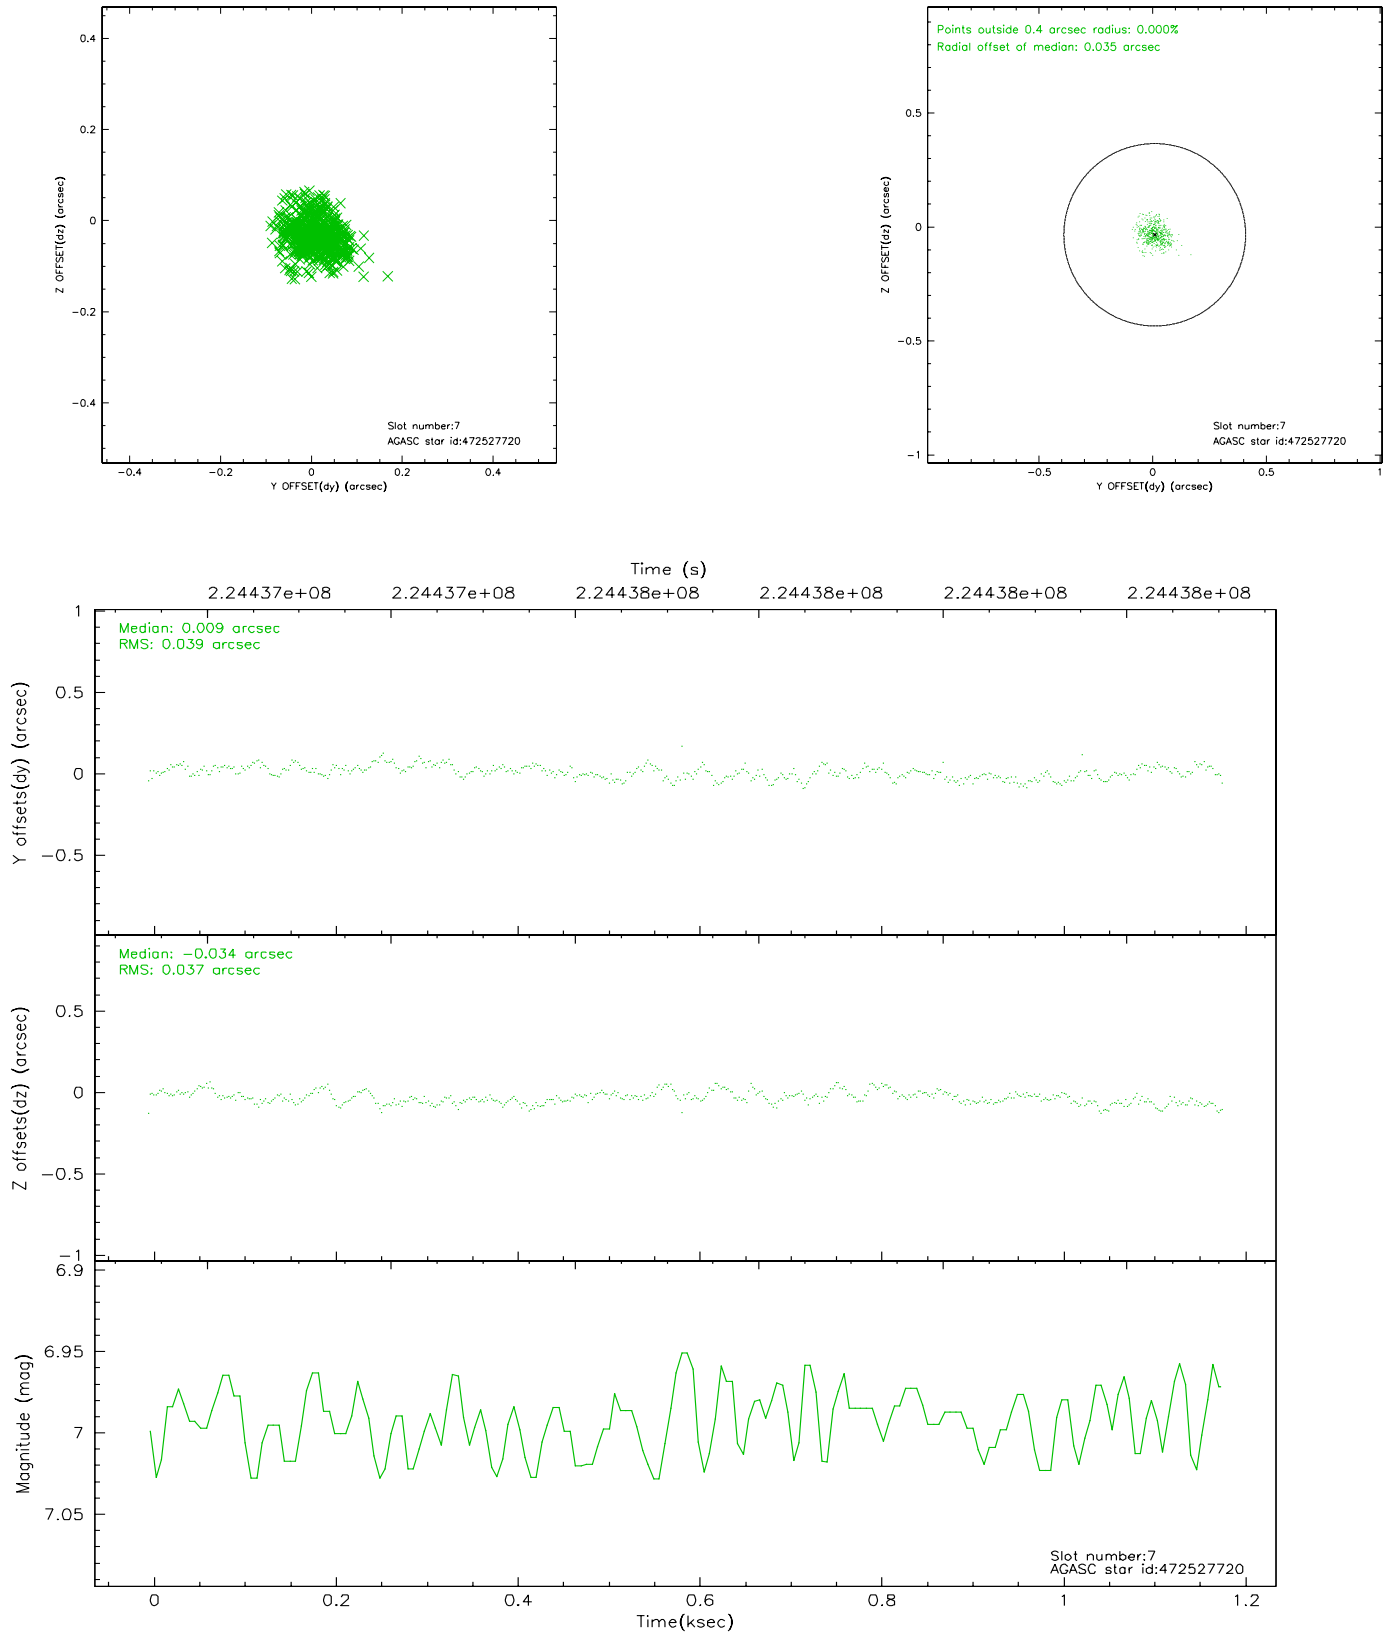 0.4
0.2
0
−0.2
−0.4
−0.4
−0.2
0
0.2
0.4
Z OFFSET(dz) (arcsec)
Y OFFSET(dy) (arcsec)
Slot number:7
AGASC star id:472527720
Points outside 0.4 arcsec radius: 0.000%
Radial offset of median: 0.035 arcsec
0.5
0
−0.5
−1
−0.5
0
0.5
1
Z OFFSET(dz) (arcsec)
Y OFFSET(dy) (arcsec)
Slot number:7
AGASC star id:472527720
Time (s)
2.24437e+08 2.24437e+08 2.24438e+08 2.24438e+08 2.24438e+08 2.24438e+08
Median: 0.009 arcsec
RMS: 0.039 arcsec
1
0.5
0
−0.5
Y offsets(dy) (arcsec)
Median: −0.034 arcsec
RMS: 0.037 arcsec
0.5
0
−0.5
−1
Z offsets(dz) (arcsec)
6.9
6.95
7
7.05
Magnitude (mag)
Slot number:7
AGASC star id:472527720
0 0.2 0.4 0.6 0.8 1 1.2
Time(ksec)